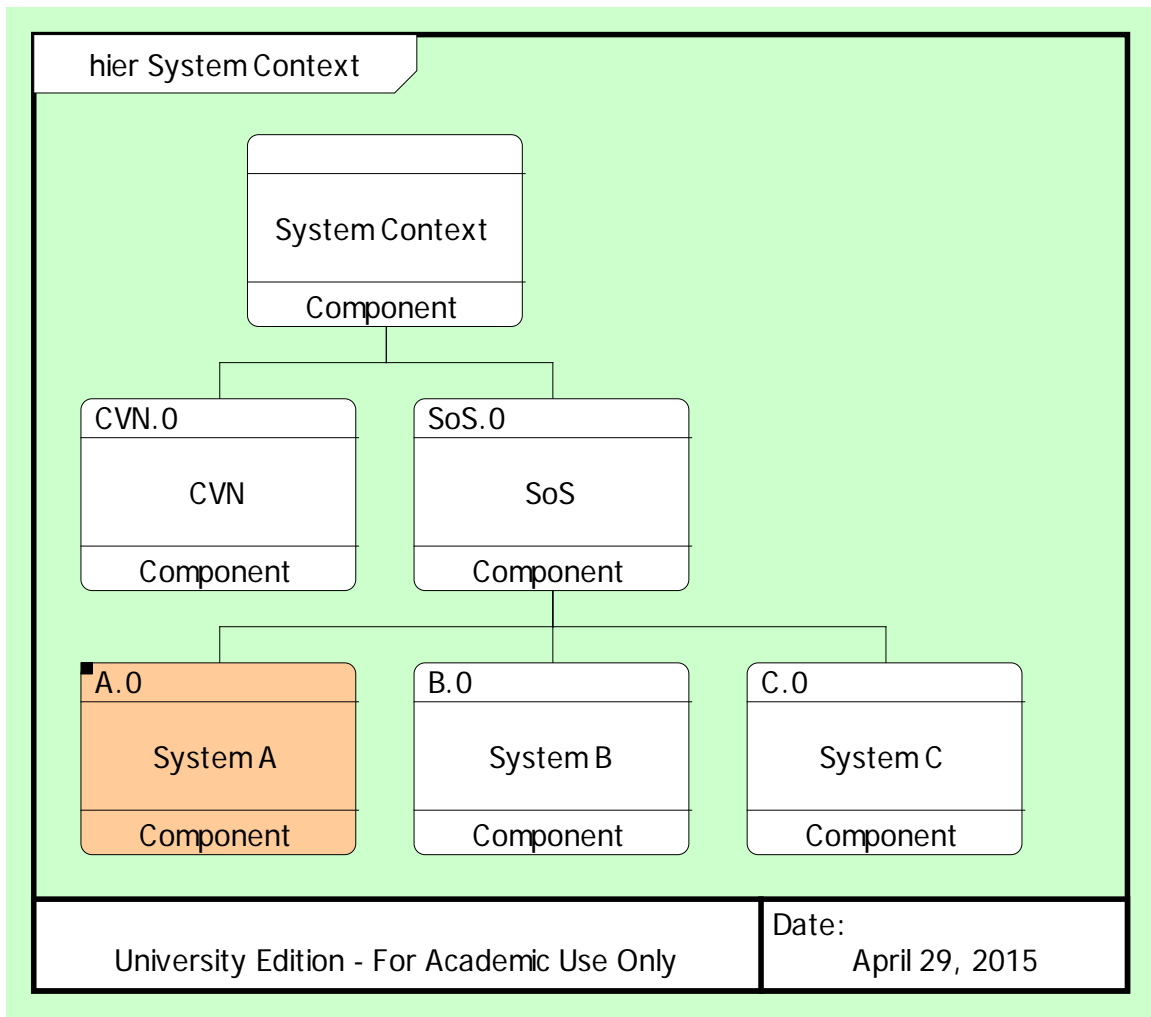 hier System Context
System Context
Component
CVN.0
SoS.0
CVN
SoS
Component
Component
A.0
B.0
C.0
System A
System B
System C
Component
Component
Component
University Edition - For Academic Use Only
Date:
April 29, 2015